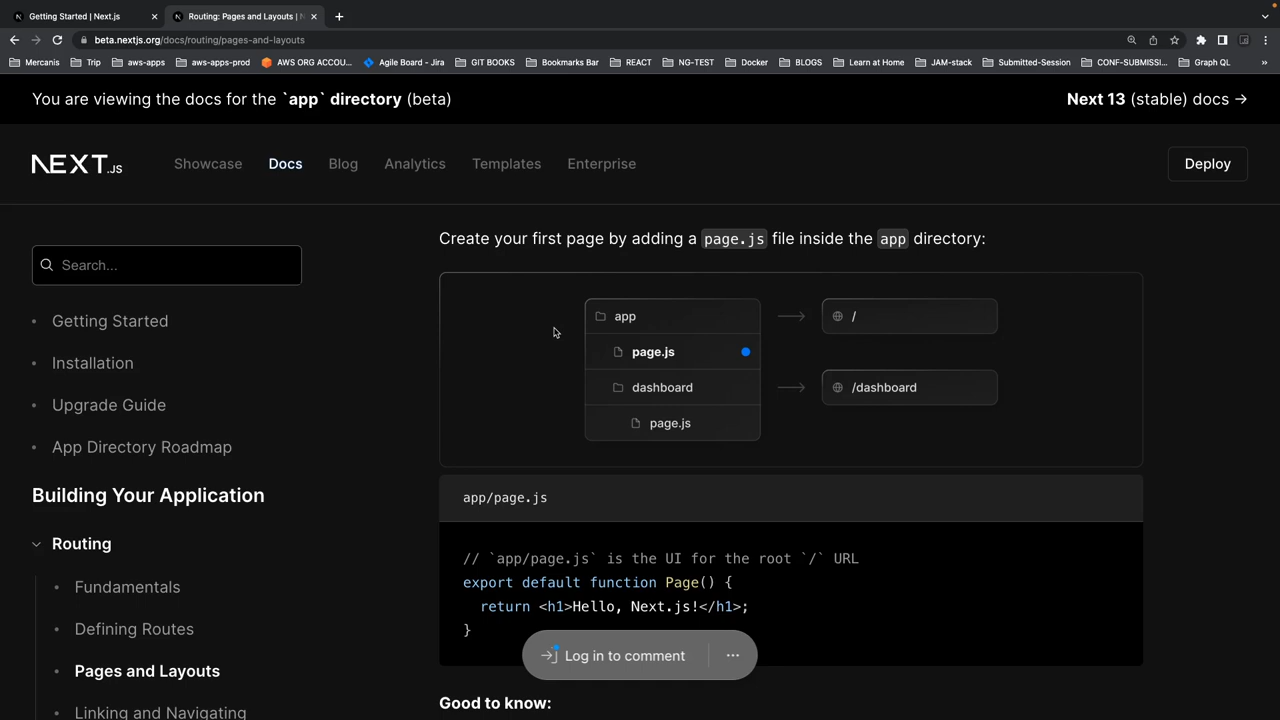 Getting Started | Next.js
Routing: Pages and Layouts | N
beta.nextjs.org/docs/routing/pages-and-layouts
Mercanis
Trip
aws-apps
aws-apps-prod
AWS ORG ACCOU...
Agile Board - Jira
GIT BOOKS
Bookmarks Bar
REACT
NG-TEST
Docker
BLOGS
Learn at Home
JAM-stack
Submitted-Session
CONF-SUBMISSI...
Graph QL
»
You are viewing the docs for the `app` directory (beta)
Next 13 (stable) docs →
NEXT.JS
Showcase
Docs
Blog
Analytics
Templates
Enterprise
Deploy
Search...
Getting Started
Installation
Upgrade Guide
App Directory Roadmap
Building Your Application
Routing
Fundamentals
Defining Routes
Pages and Layouts
Linking and Navigating
Create your first page by adding a page.js file inside the app directory:
app
/
page.js
dashboard
/dashboard
page.js
app/page.js
// `app/page.js` is the UI for the root `/` URL
export default function Page() {
return <h1>Hello, Next.js!</h1>;
}
Log in to comment
Good to know: